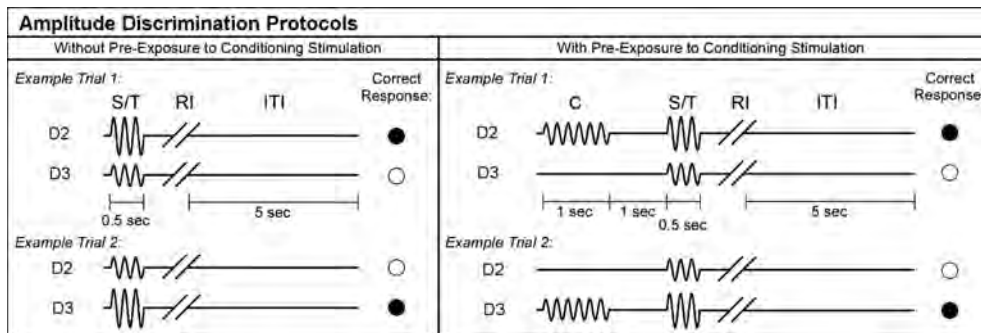 Amplitude Discrimination Protocols
Without Pre-Exposure to Conditioning Stimulation
Example Trial 1:
Correct
Response:
S/T RI ITI
D2
D3
0.5 sec
5 sec
Example Trial 2:
D2
D3
With Pre-Exposure to Conditioning Stimulation
Example Trial 1:
Correct
Response
C S/T RI ITI
D2
D3
1 sec 1 sec
0.5 sec
5 sec
Example Trial 2:
D2
D3